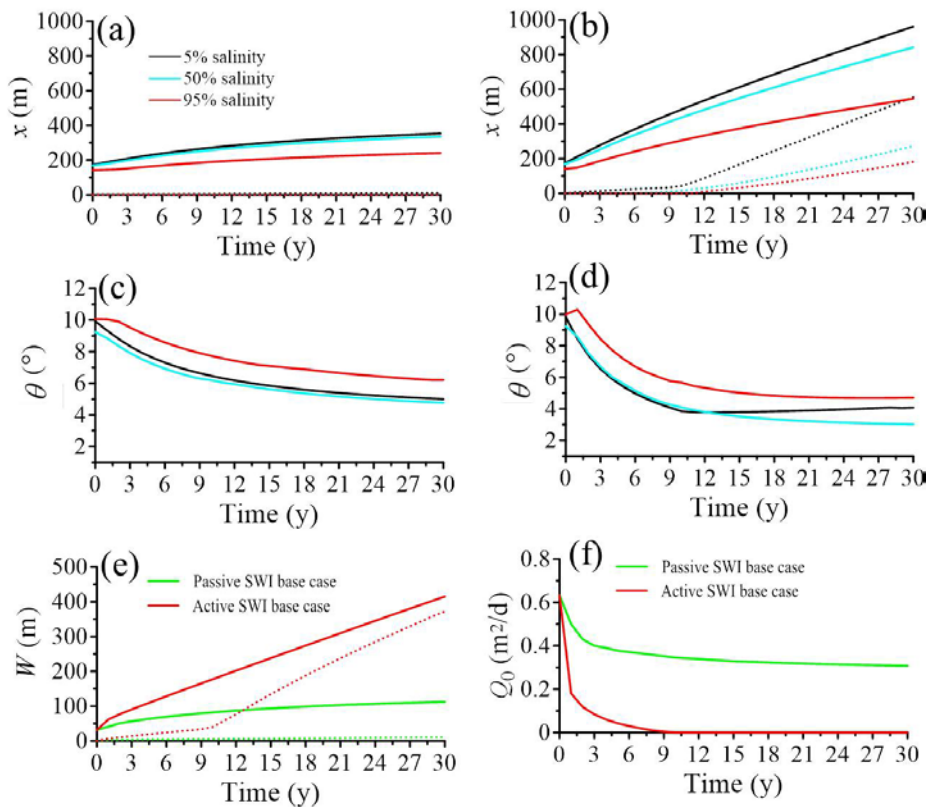 (a)
1000
800
600
400
200
0
x (m)
5% salinity
50% salinity
95% salinity
0 3 6 9 12 15 18 21 24 27 30
Time (y)
(b)
1000
800
600
400
200
0
x (m)
0 3 6 9 12 15 18 21 24 27 30
Time (y)
(c)
12
10
8
6
4
2
θ (°)
0 3 6 9 12 15 18 21 24 27 30
Time (y)
(d)
12
10
8
6
4
2
θ (°)
0 3 6 9 12 15 18 21 24 27 30
Time (y)
(e)
500
400
300
200
100
0
W (m)
Passive SWI base case
Active SWI base case
0 3 6 9 12 15 18 21 24 27 30
Time (y)
(f)
0.8
0.6
0.4
0.2
0
Q₀ (m²/d)
Passive SWI base case
Active SWI base case
0 3 6 9 12 15 18 21 24 27 30
Time (y)